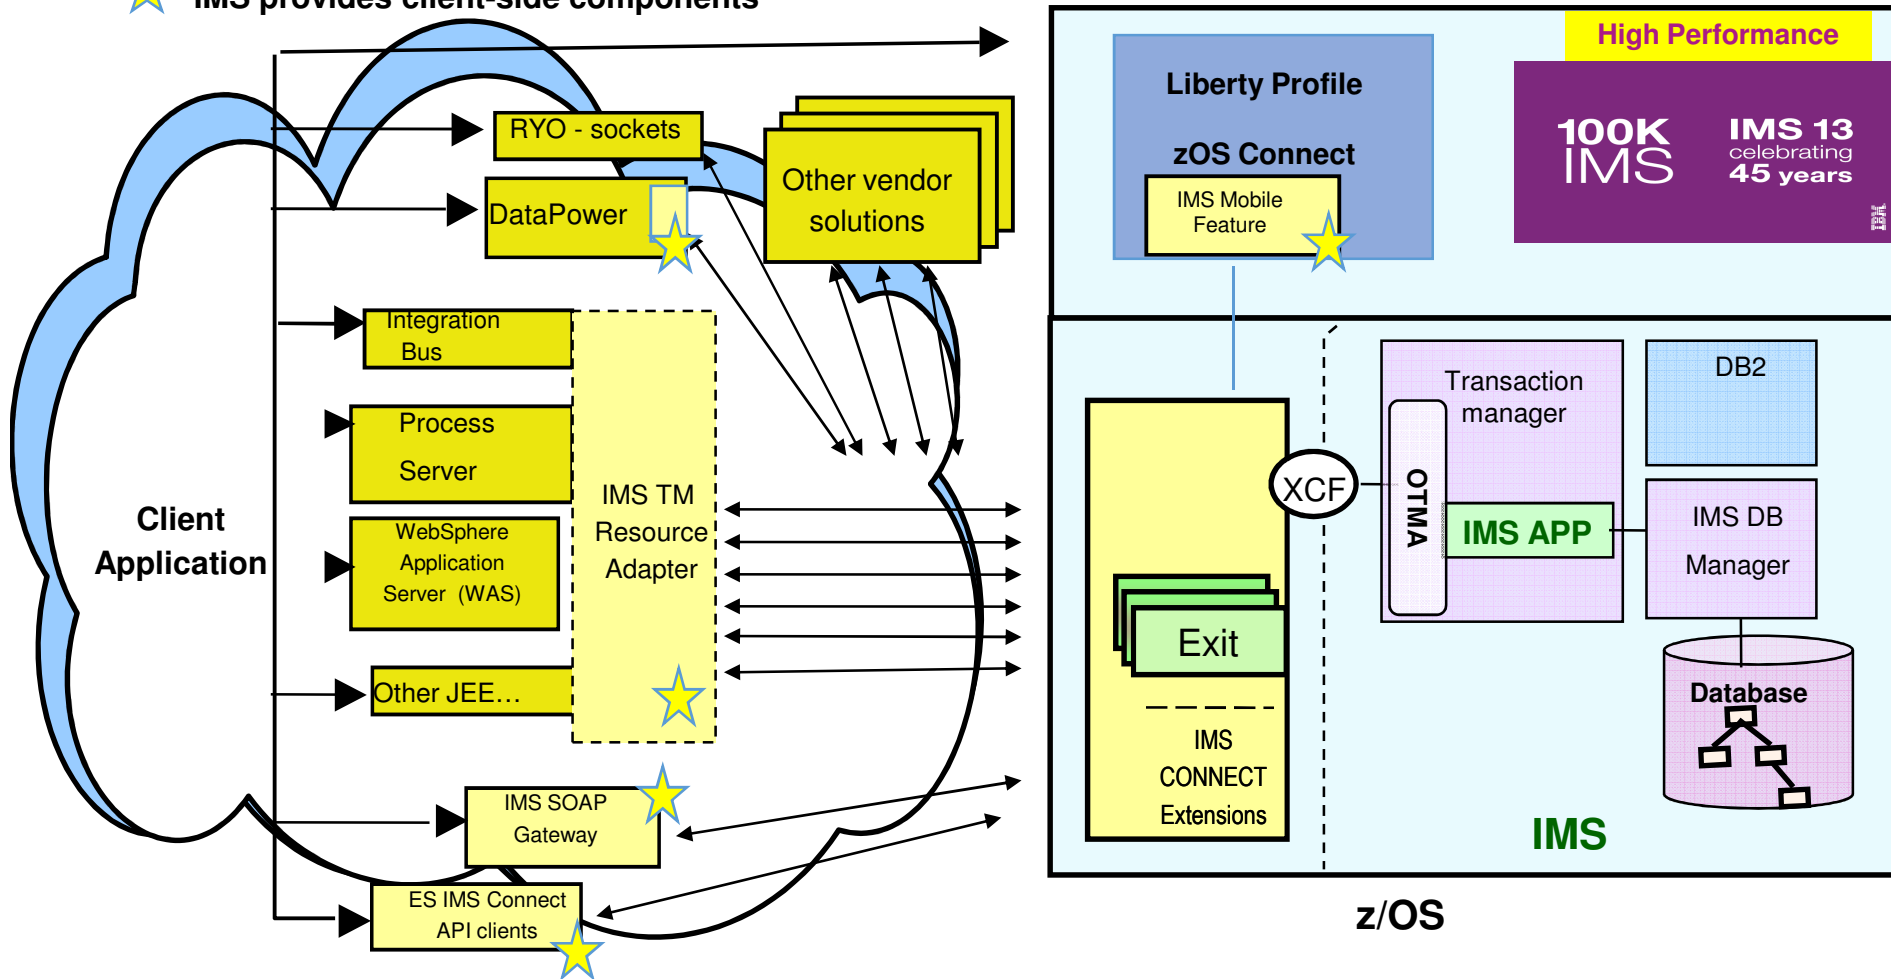 IMS provides client-side components
High Performance
Liberty Profile
zOS Connect
IMS Mobile
Feature
100K
IMS
IMS 13
celebrating
45 years
IBM
RYO - sockets
DataPower
Other vendor
solutions
Integration
Bus
Process
Server
WebSphere
Application
Server (WAS)
Other JEE...
IMS TM
Resource
Adapter
Client
Application
IMS SOAP
Gateway
ES IMS Connect
API clients
Exit
IMS
CONNECT
Extensions
XCF
Transaction
manager
OTMA
IMS APP
DB2
IMS DB
Manager
Database
IMS
z/OS